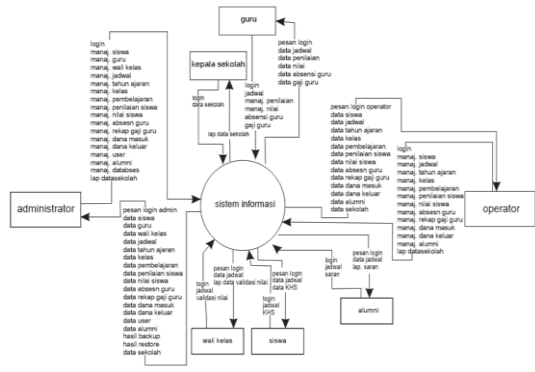 guru
kepala sekolah
login
manaj. siswa
manaj. guru
manaj. wali kelas
manaj. jadwal
manaj. tahun ajaran
manaj. kelas
manaj. pembelajaran
manaj. penilaian siswa
manaj. nilai siswa
manaj. absesn guru
manaj. rekap gaji guru
manaj. dana masuk
manaj. dana keluar
manaj. user
manaj. alumni
manaj. databses
lap datasekolah
login
data sekolah
lap data sekolah
login
jadwal
manaj. penilaian
manaj. nilai
absensi guru
gaji guru
pesan login
data jadwal
data penilaian
data nilai
data absensi guru
data gaji guru
pesan login operator
data siswa
data jadwal
data tahun ajaran
data kelas
data pembelajaran
data penilaian siswa
data nilai siswa
data absesn guru
data rekap gaji guru
data dana masuk
data dana keluar
data alumni
data sekolah
login
manaj. siswa
manaj. jadwal
manaj. tahun ajaran
manaj. kelas
manaj. pembelajaran
manaj. penilaian siswa
manaj. nilai siswa
manaj. absesn guru
manaj. rekap gaji guru
manaj. dana masuk
manaj. dana keluar
manaj. alumni
lap datasekolah
administrator
sistem informasi
operator
pesan login admin
data siswa
data guru
data wali kelas
data jadwal
data tahun ajaran
data kelas
data pembelajaran
data penilaian siswa
data nilai siswa
data absesn guru
data rekap gaji guru
data dana masuk
data dana keluar
data user
data alumni
hasil backup
hasil restore
data sekolah
login
jadwal
validasi nilai
pesan login
data jadwal
lap data validasi nilai
login
jadwal
KHS
pesan login
data jadwal
data KHS
login
jadwal
saran
pesan login
data jadwal
lap. saran
wali kelas
siswa
alumni